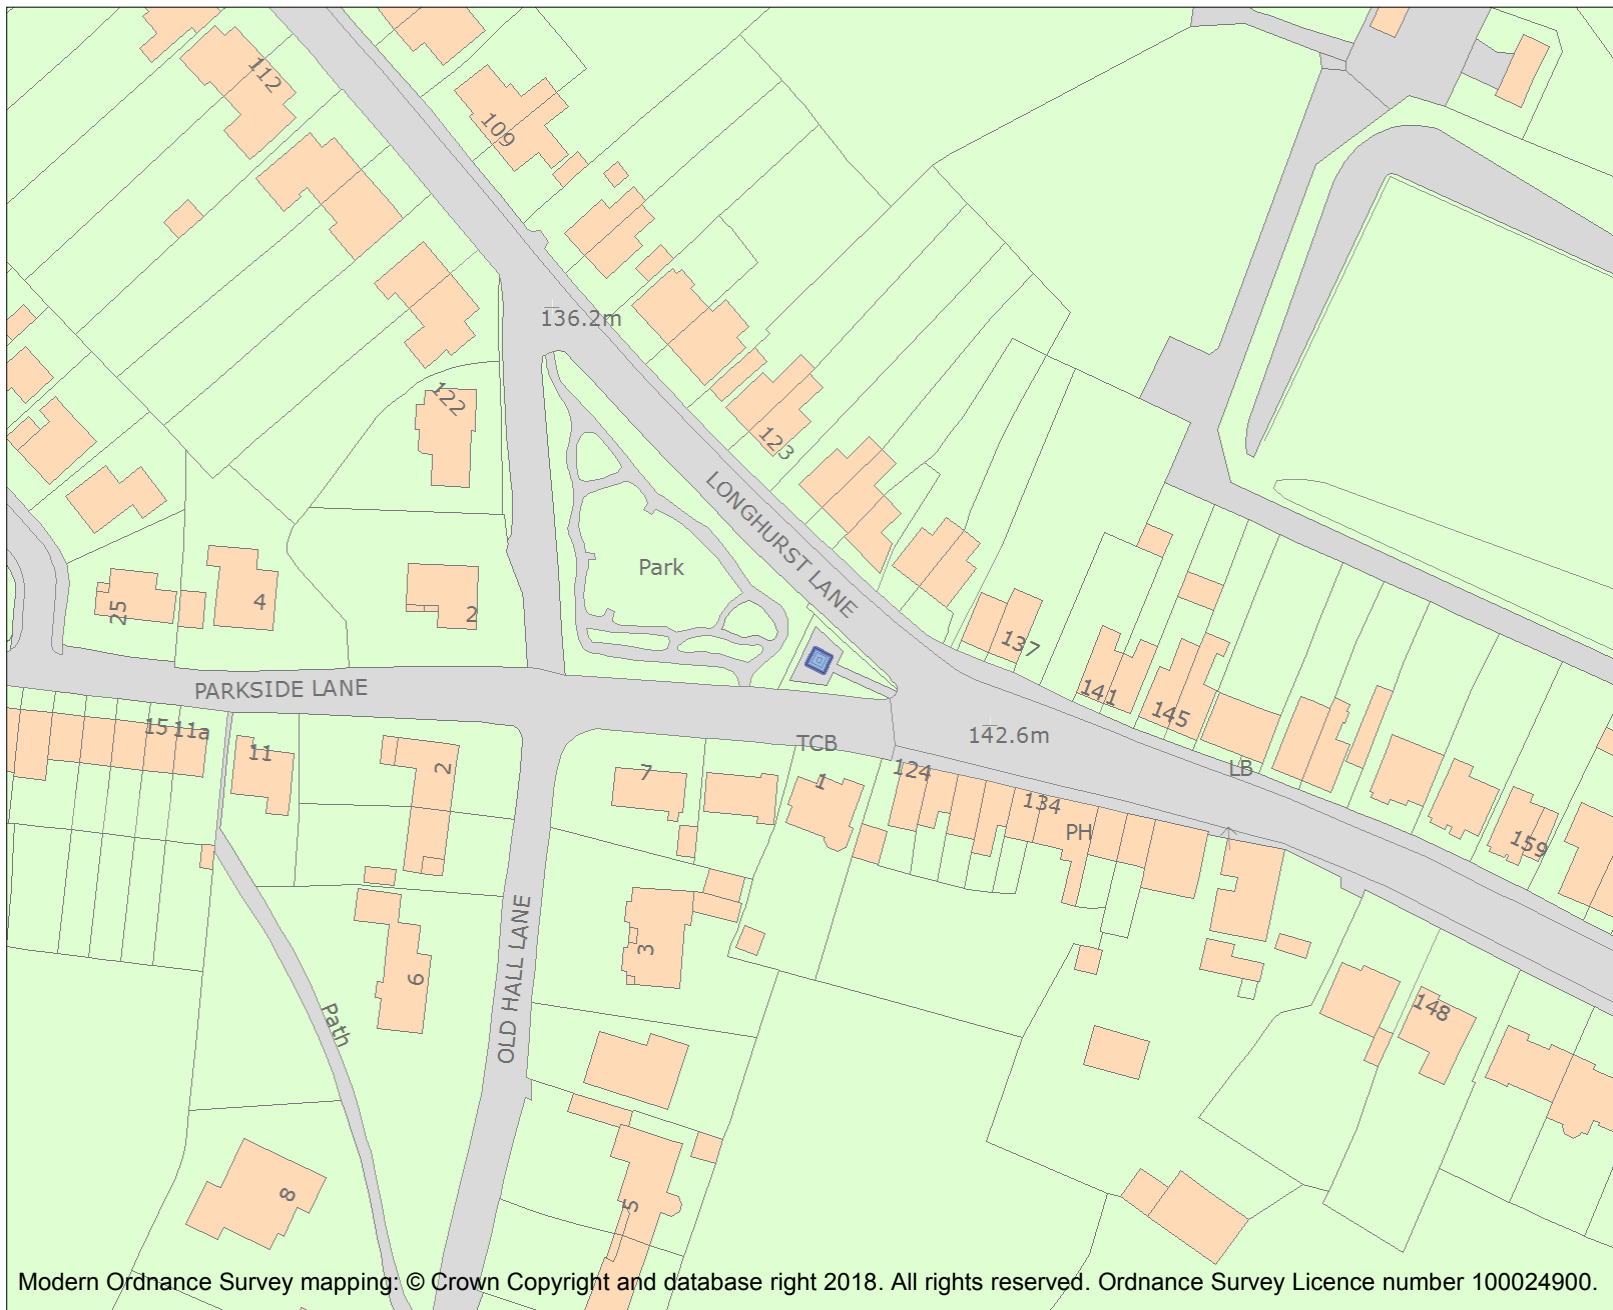 112
109
136.2m
122
123
LONGHURST LANE
Park
25
4
2
137
141
145
PARKSIDE LANE
15
11a
11
2
7
TCB
1
124
142.6m
LB
134
PH
159
3
6
OLD HALL LANE
Path
148
8
5
Modern Ordnance Survey mapping: © Crown Copyright and database right 2018. All rights reserved. Ordnance Survey Licence number 100024900.